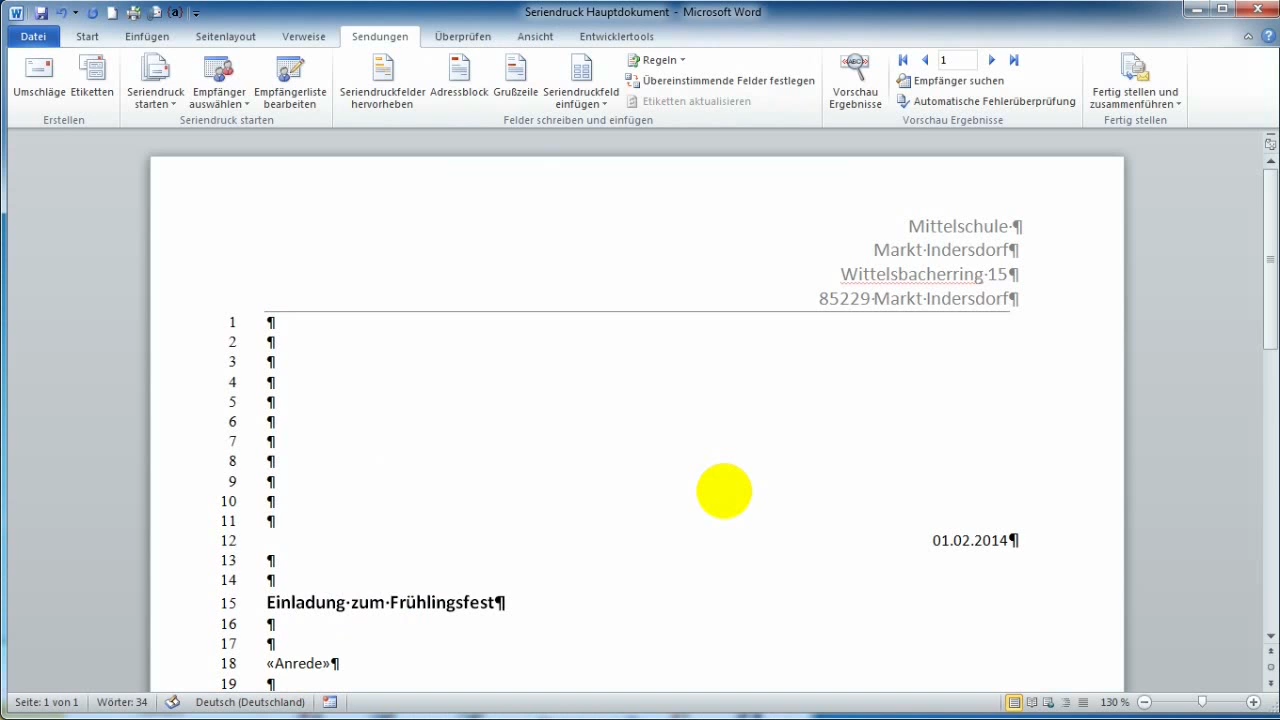 Seriendruck Hauptdokument - Microsoft Word
Datei Start Einfügen Seitenlayout Verweise Sendungen Überprüfen Ansicht Entwicklertools
Umschläge Etiketten
Erstellen
Seriendruck starten Empfänger auswählen Empfängerliste bearbeiten
Seriendruck starten
Seriendruckfelder hervorheben Adressblock Grußzeile Seriendruckfeld einfügen
Regeln
Übereinstimmende Felder festlegen
Etiketten aktualisieren
Felder schreiben und einfügen
Vorschau Ergebnisse
1
Empfänger suchen
Automatische Fehlerüberprüfung
Vorschau Ergebnisse
Fertig stellen und zusammenführen
Fertig stellen
Mittelschule·¶
Markt·Indersdorf¶
Wittelsbacherring·15¶
85229·Markt·Indersdorf¶
1 ¶
2 ¶
3 ¶
4 ¶
5 ¶
6 ¶
7 ¶
8 ¶
9 ¶
10 ¶
11 ¶
12 01.02.2014¶
13 ¶
14 ¶
15 Einladung·zum·Frühlingsfest¶
16 ¶
17 ¶
18 «Anrede»¶
19 ¶
Seite: 1 von 1 Wörter: 34 Deutsch (Deutschland) 130 %